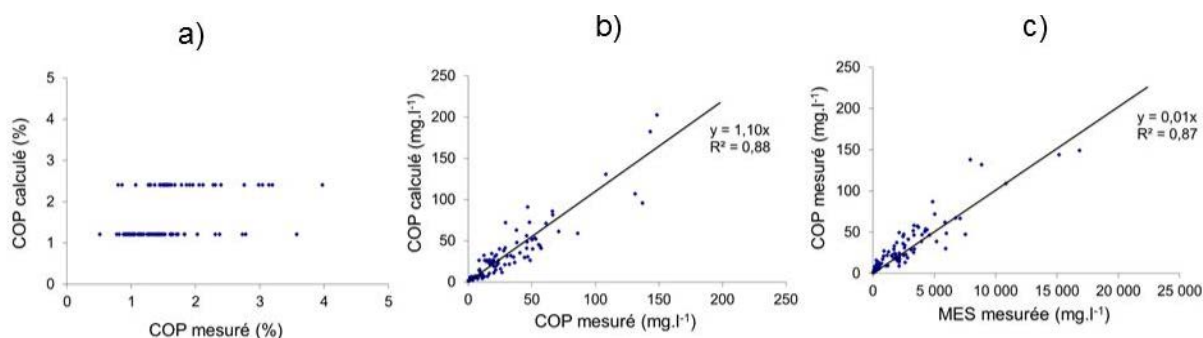 a)
COP calculé (%)
5
4
3
2
1
0
0 1 2 3 4 5
COP mesuré (%)
b)
COP calculé (mg.l⁻¹)
250
200
150
100
50
0
y = 1,10x
R² = 0,88
0 50 100 150 200 250
COP mesuré (mg.l⁻¹)
c)
COP mesuré (mg.l⁻¹)
250
200
150
100
50
0
y = 0,01x
R² = 0,87
0 5 000 10 000 15 000 20 000 25 000
MES mesurée (mg.l⁻¹)